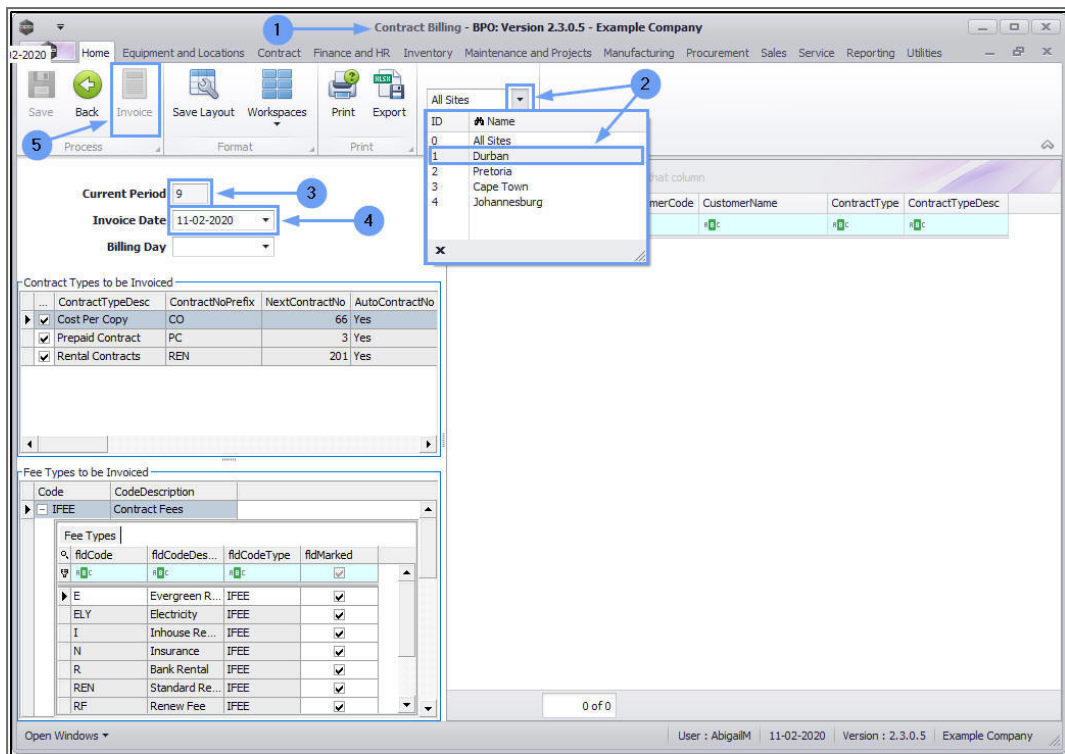 1
Contract Billing - BPO: Version 2.3.0.5 - Example Company
02-2020
Home Equipment and Locations Contract Finance and HR Inventory Maintenance and Projects Manufacturing Procurement Sales Service Reporting Utilities
Save Back Invoice Save Layout Workspaces Print Export
All Sites
2
5
Process Format Print
ID Name
0 All Sites
1 Durban
2 Pretoria
3 Cape Town
4 Johannesburg
that column
merCode CustomerName ContractType ContractTypeDesc
Current Period 9
3
Invoice Date 11-02-2020
4
Billing Day
Contract Types to be Invoiced
... ContractTypeDesc ContractNoPrefix NextContractNo AutoContractNo
Cost Per Copy CO 66 Yes
Prepaid Contract PC 3 Yes
Rental Contracts REN 201 Yes
Fee Types to be Invoiced
Code CodeDescription
IFEE Contract Fees
Fee Types
fldCode fldCodeDes... fldCodeType fldMarked
E Evergreen R... IFEE
ELY Electricity IFEE
I Inhouse Re... IFEE
N Insurance IFEE
R Bank Rental IFEE
REN Standard Re... IFEE
RF Renew Fee IFEE
0 of 0
Open Windows
User : AbigailM 11-02-2020 Version : 2.3.0.5 Example Company